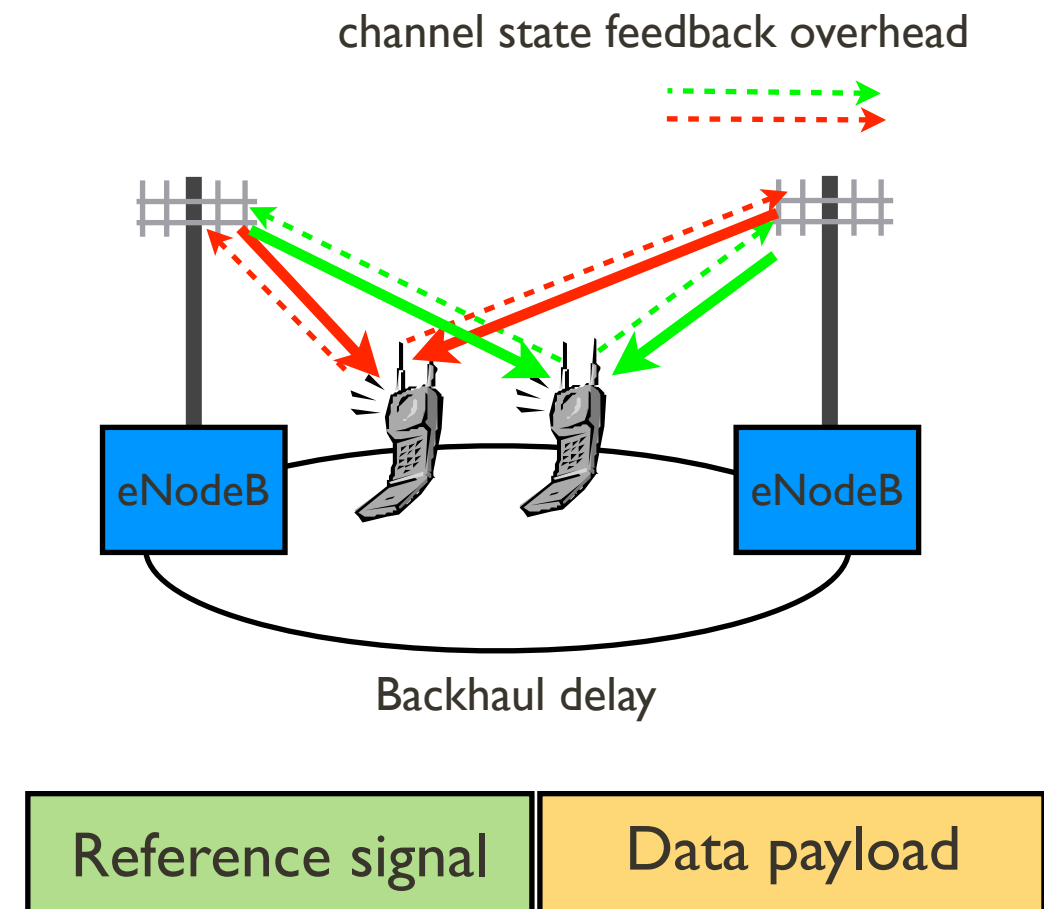 channel state feedback overhead
eNodeB
eNodeB
Backhaul delay
Reference signal
Data payload